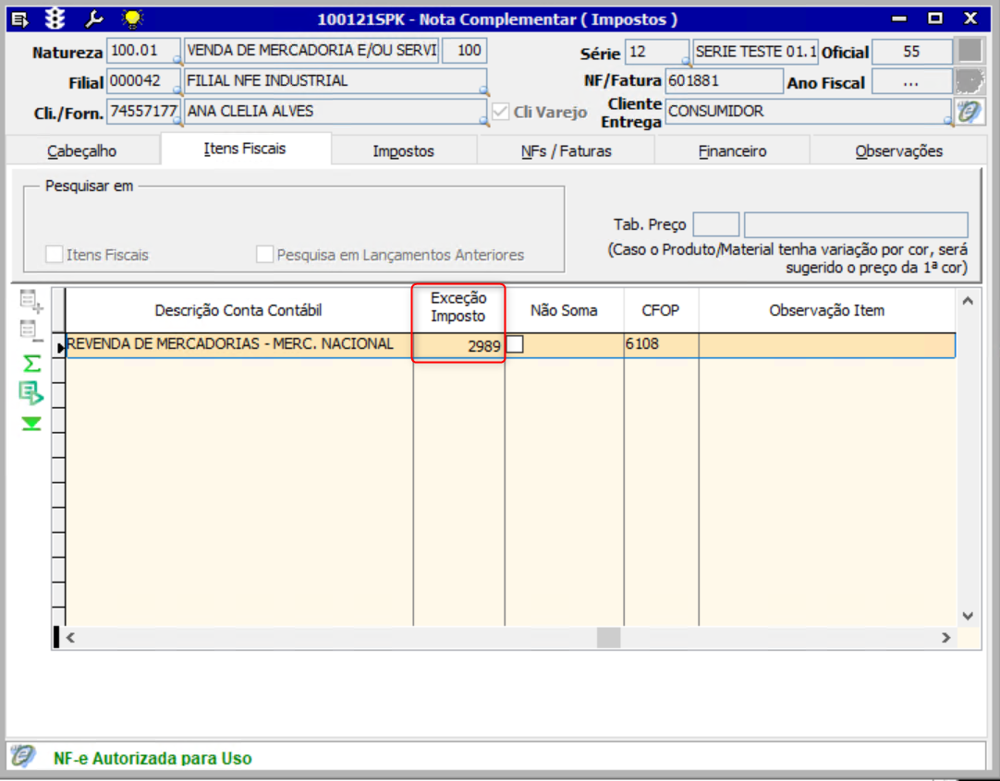 100121SPK - Nota Complementar ( Impostos )
Natureza 100.01 VENDA DE MERCADORIA E/OU SERVI 100 Série 12 SERIE TESTE 01.1 Oficial 55
Filial 000042 FILIAL NFE INDUSTRIAL NF/Fatura 601881 Ano Fiscal ...
Cli./Forn. 74557177 ANA CLELIA ALVES Cli Varejo Cliente Entrega CONSUMIDOR
Cabeçalho Itens Fiscais Impostos NFs / Faturas Financeiro Observações
Pesquisar em
Tab. Preço
Itens Fiscais Pesquisa em Lançamentos Anteriores
(Caso o Produto/Material tenha variação por cor, será
sugerido o preço da 1ª cor)
Descrição Conta Contábil Exceção Imposto Não Soma CFOP Observação Item
REVENDA DE MERCADORIAS - MERC. NACIONAL 2989 6108
NF-e Autorizada para Uso